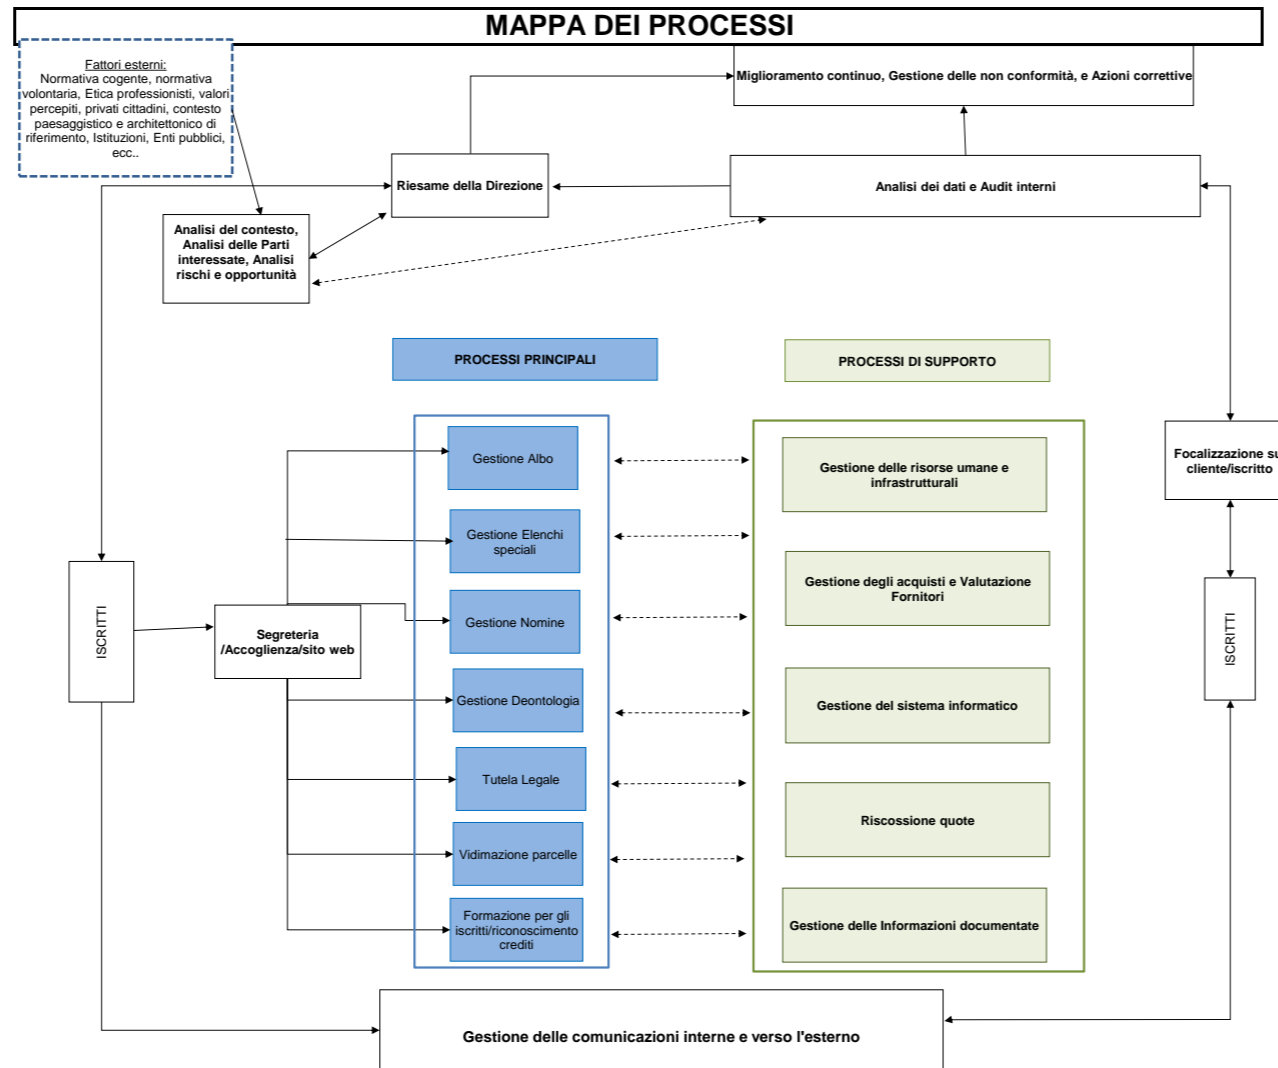 MAPPA DEI PROCESSI
Fattori esterni:
Normativa cogente, normativa
volontaria, Etica professionisti, valori
percepiti, privati cittadini, contesto
paesaggistico e architettonico di
riferimento, Istituzioni, Enti pubblici,
ecc..
Miglioramento continuo, Gestione delle non conformità, e Azioni correttive
Riesame della Direzione
Analisi dei dati e Audit interni
Analisi del contesto,
Analisi delle Parti
interessate, Analisi
rischi e opportunità
PROCESSI PRINCIPALI
PROCESSI DI SUPPORTO
Gestione Albo
Gestione Elenchi
speciali
Gestione Nomine
Gestione Deontologia
Tutela Legale
Vidimazione parcelle
Formazione per gli
iscritti/riconoscimento
crediti
Gestione delle risorse umane e
infrastrutturali
Gestione degli acquisti e Valutazione
Fornitori
Gestione del sistema informatico
Riscossione quote
Gestione delle Informazioni documentate
Focalizzazione su
cliente/iscritto
ISCRITTI
ISCRITTI
Segreteria
/Accoglienza/sito web
Gestione delle comunicazioni interne e verso l'esterno